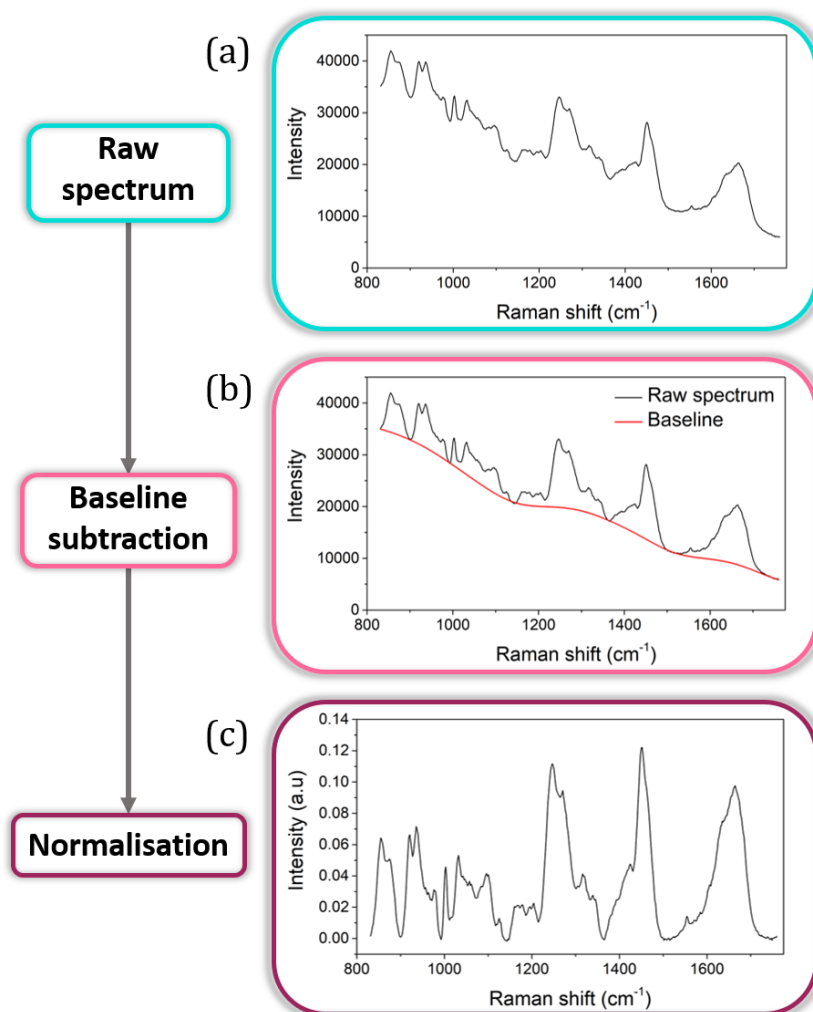 (a)
Raw
spectrum
40000
30000
20000
10000
0
Intensity
800 1000 1200 1400 1600
Raman shift (cm⁻¹)
(b)
Baseline
subtraction
Raw spectrum
Baseline
40000
30000
20000
10000
0
Intensity
800 1000 1200 1400 1600
Raman shift (cm⁻¹)
(c)
Normalisation
0.14
0.12
0.10
0.08
0.06
0.04
0.02
0.00
Intensity (a.u)
800 1000 1200 1400 1600
Raman shift (cm⁻¹)